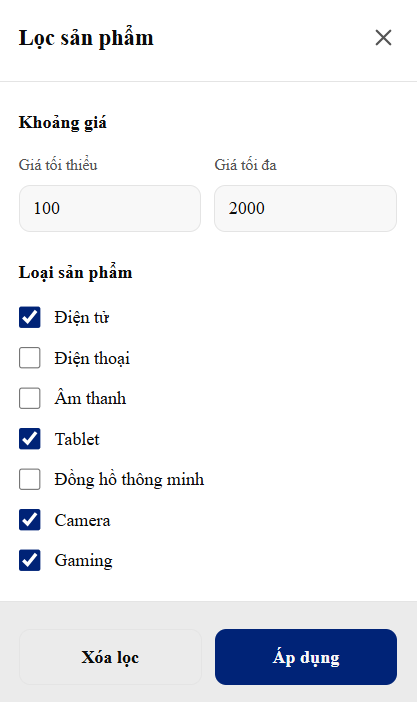 Lọc sản phẩm
Khoảng giá
Giá tối thiểu Giá tối đa
100 2000
Loại sản phẩm
Điện tử
Điện thoại
Âm thanh
Tablet
Đồng hồ thông minh
Camera
Gaming
Xóa lọc Áp dụng